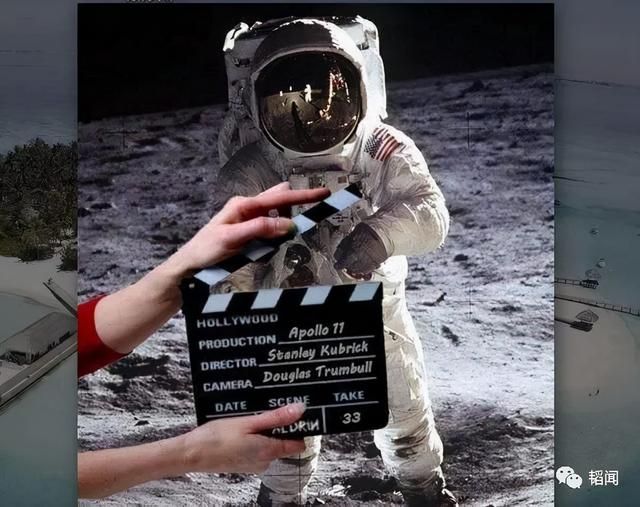 HOLLYWOOD
PRODUCTION Apollo 11
DIRECTOR Stanley Kubrick
CAMERA Douglas Trumbull
DATE SCENE TAKE
ALDRIN 33
韬闻